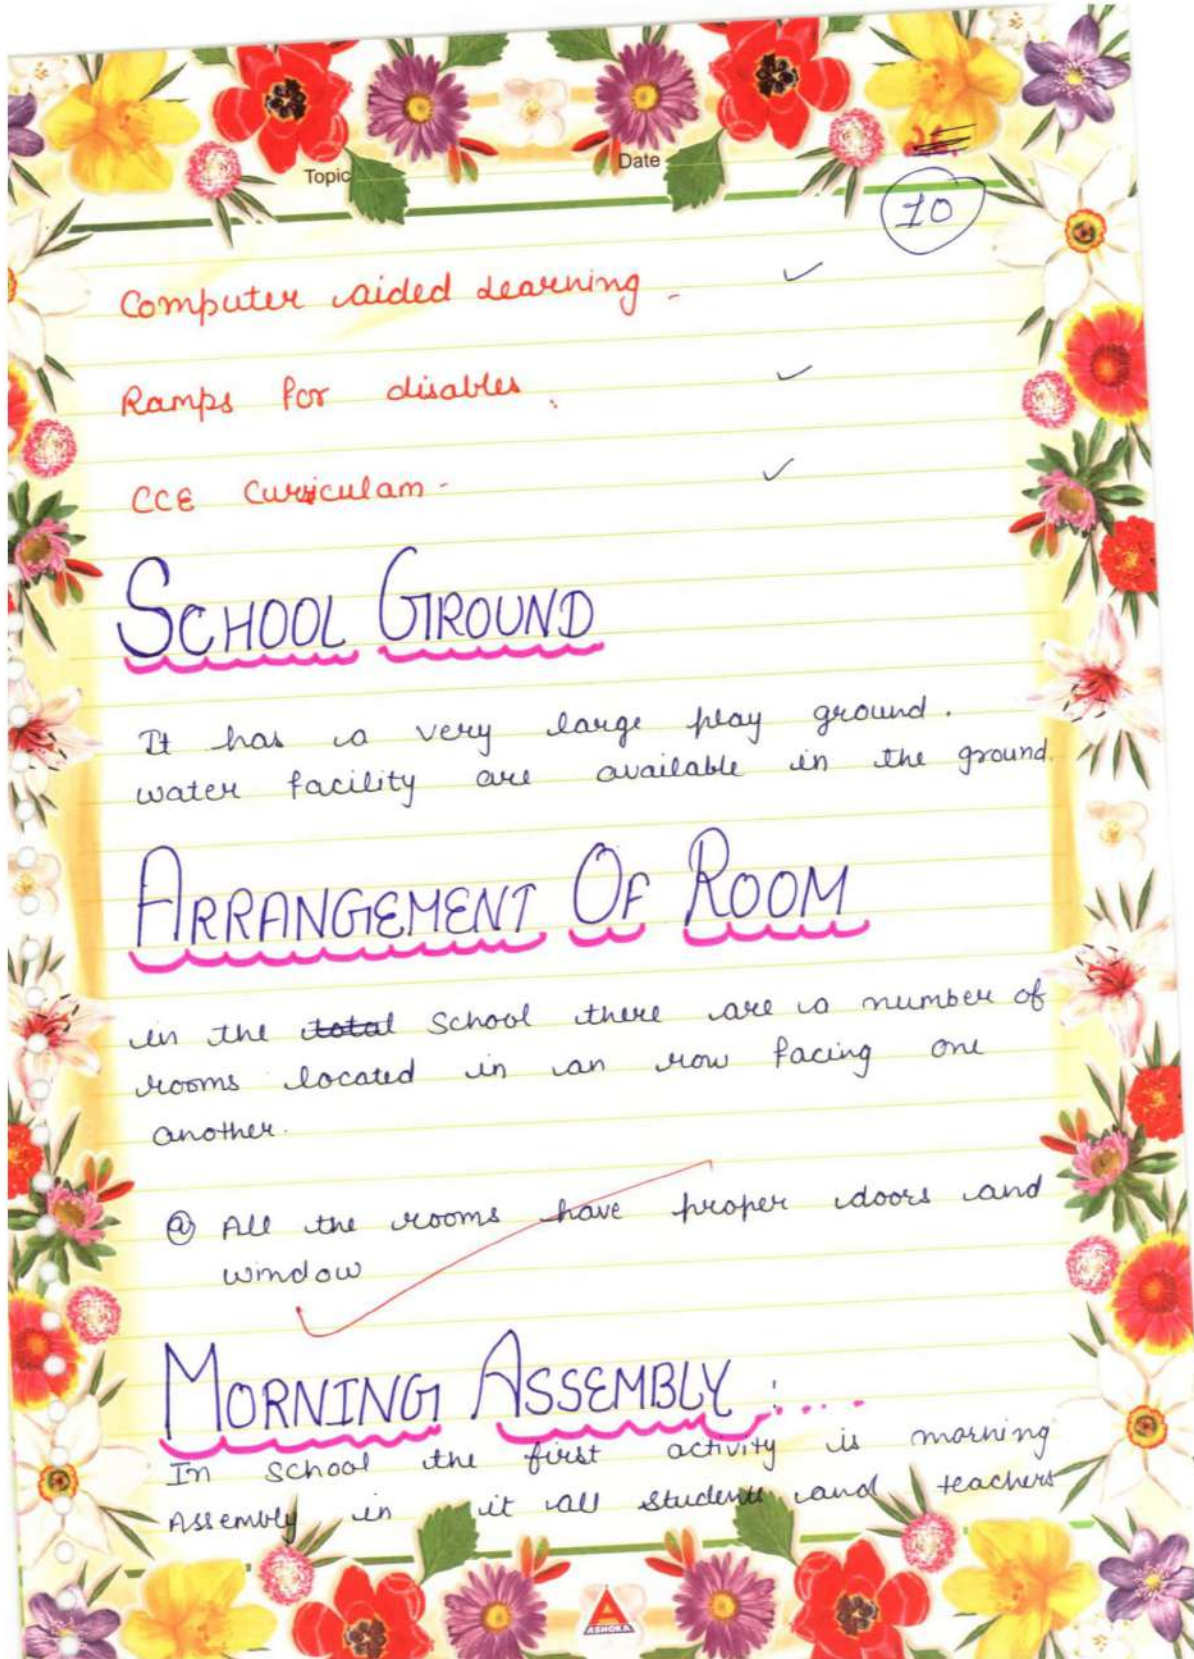 Topic Date
10
Computer aided Learning - ✓
Ramps for disables. ✓
CCE Curriculam - ✓
SCHOOL GROUND
It has a very large play ground.
water facility are available in the ground.
ARRANGEMENT OF ROOM
in the total School there are a number of
rooms located in an row facing one
another.
@ All the rooms have proper doors and
window
MORNING ASSEMBLY :....
In school the first activity is morning
Assembly in it all students and teachers
ASHOKA